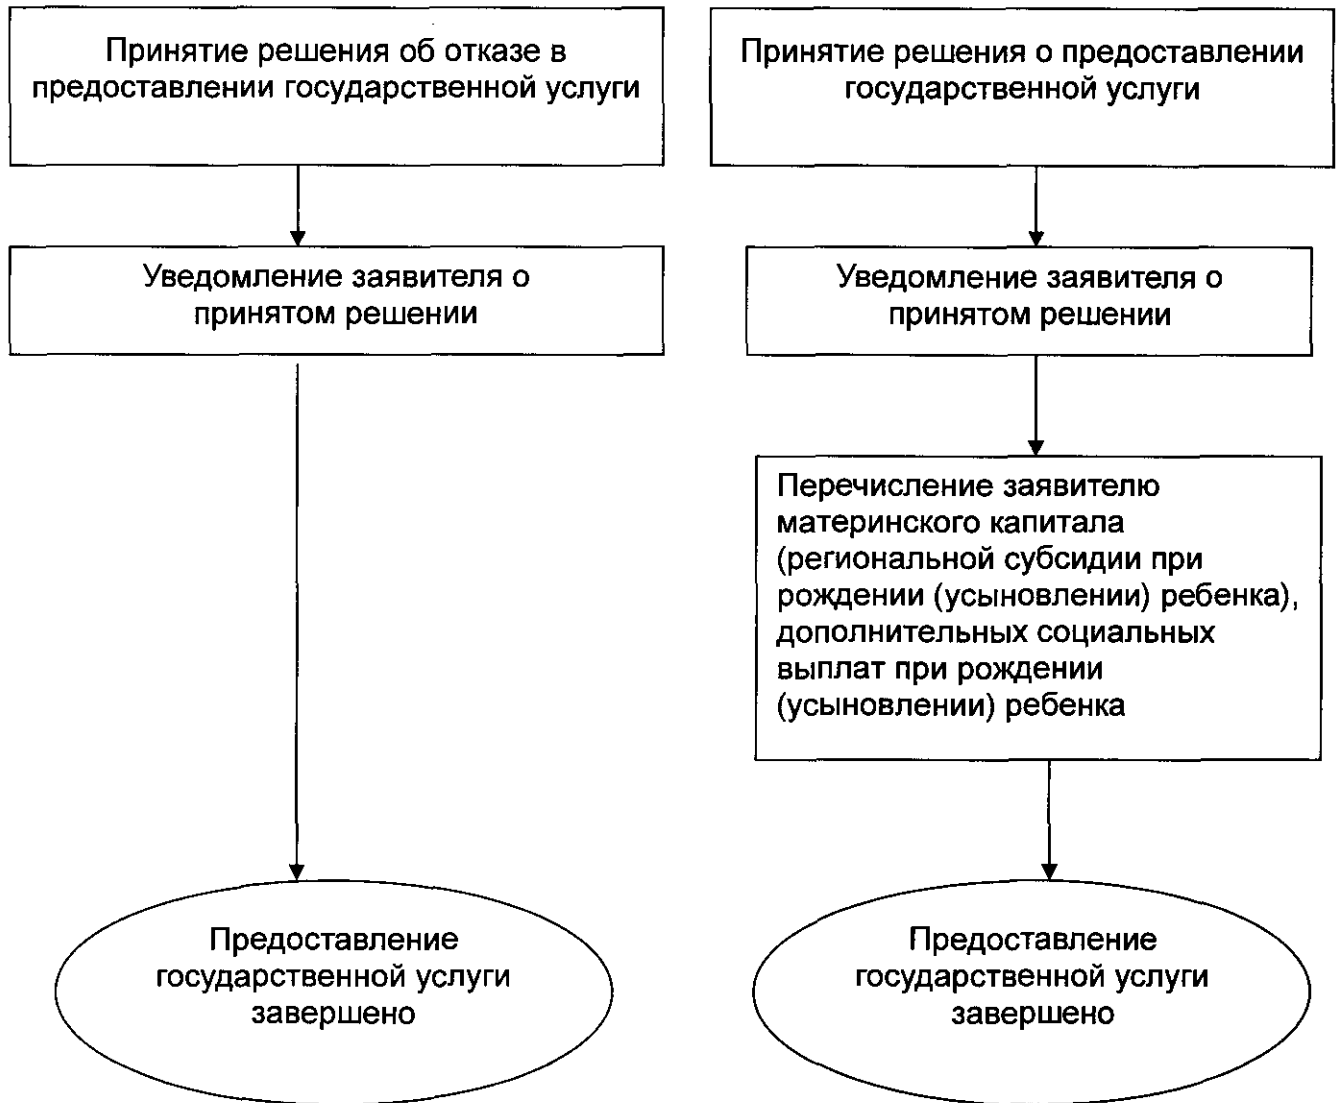 Принятие решения об отказе в
предоставлении государственной услуги
Принятие решения о предоставлении
государственной услуги
Уведомление заявителя о
принятом решении
Уведомление заявителя о
принятом решении
Перечисление заявителю
материнского капитала
(региональной субсидии при
рождении (усыновлении) ребенка),
дополнительных социальных
выплат при рождении
(усыновлении) ребенка
Предоставление
государственной услуги
завершено
Предоставление
государственной услуги
завершено